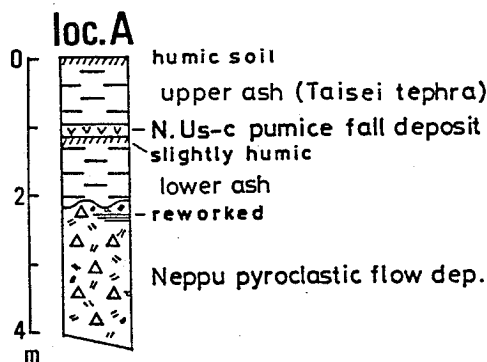 loc.A
0
humic soil
upper ash (Taisei tephra)
N.Us-c pumice fall deposit
slightly humic
lower ash
2
reworked
Neppu pyroclastic flow dep.
4
m